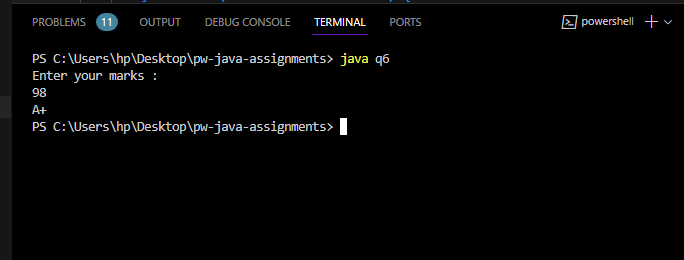 PROBLEMS 11 OUTPUT DEBUG CONSOLE TERMINAL PORTS powershell
PS C:\Users\hp\Desktop\pw-java-assignments> java q6
Enter your marks :
98
A+
PS C:\Users\hp\Desktop\pw-java-assignments>